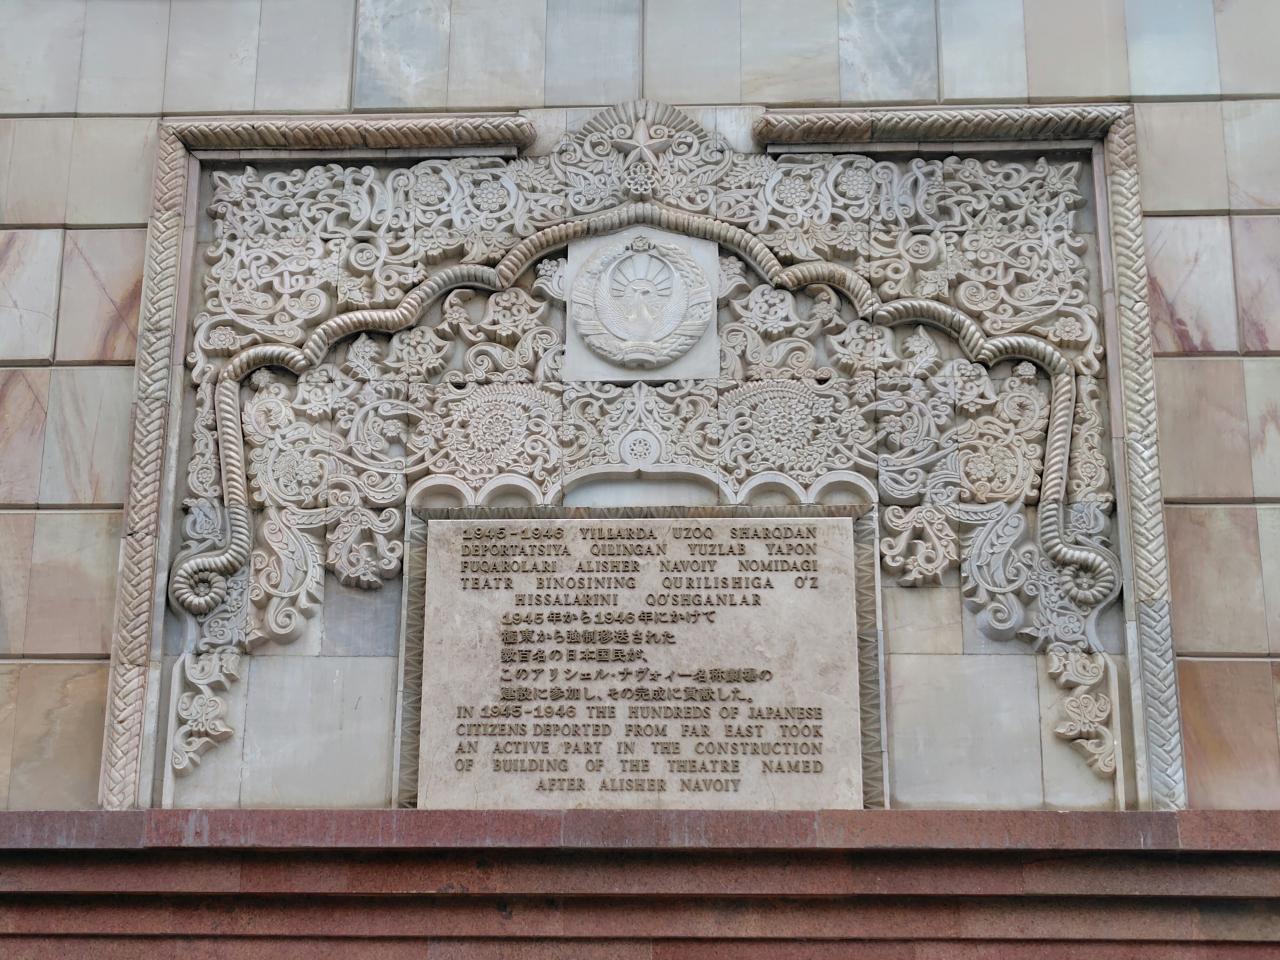 1945-1946 YILLARDA UZOQ SHARQDAN
DEPORTATSIYA QILINGAN YUZLAB YAPON
FUQAROLARI ALISHER NAVOIY NOMIDAGI
TEATR BINOSINING QURILISHIGA O'Z
HISSALARINI QO'SHGANLAR
1945年から1946年にかけて
極東から強制移送された
数百名の日本国民が、
このアリシェル・ナヴォイー名称劇場の
建設に参加し、その完成に貢献した。
IN 1945-1946 THE HUNDREDS OF JAPANESE
CITIZENS DEPORTED FROM FAR EAST TOOK
AN ACTIVE PART IN THE CONSTRUCTION
OF BUILDING OF THE THEATRE NAMED
AFTER ALISHER NAVOIY